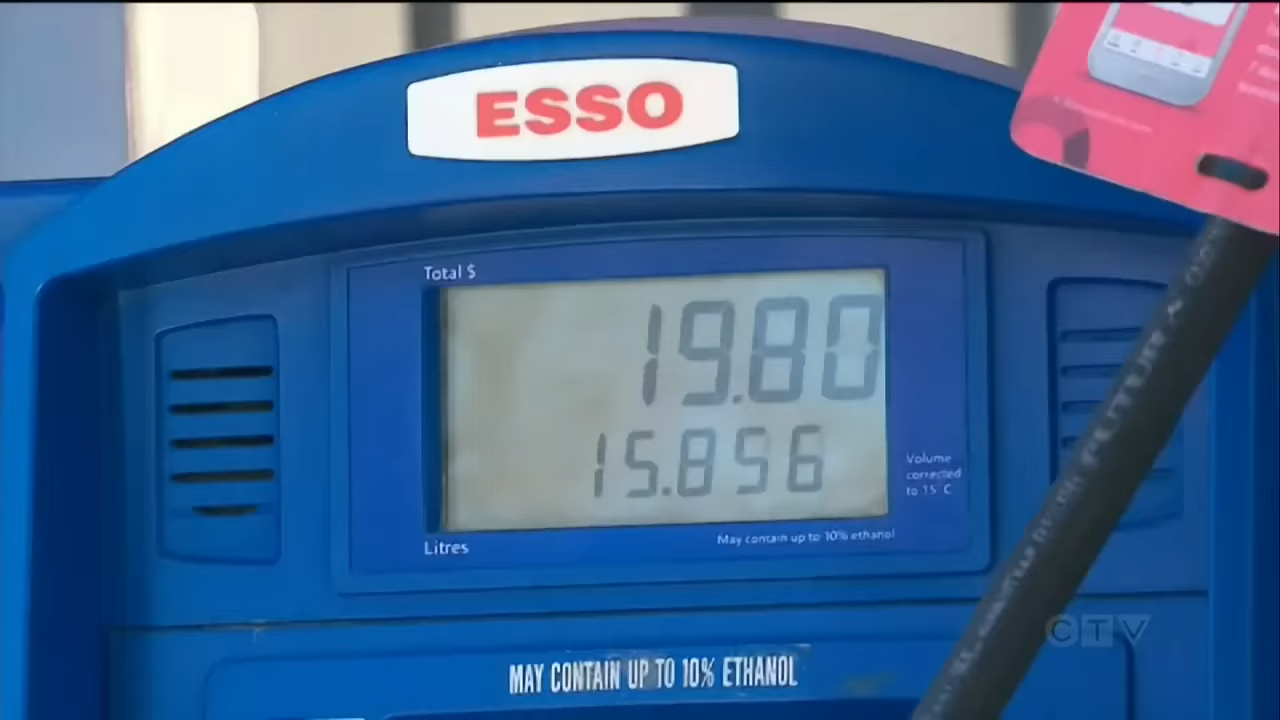 ESSO
Total $
19.80
15.856
Volume
corrected
to 15 C
Litres
May contain up to 10% ethanol
CTV
MAY CONTAIN UP TO 10% ETHANOL